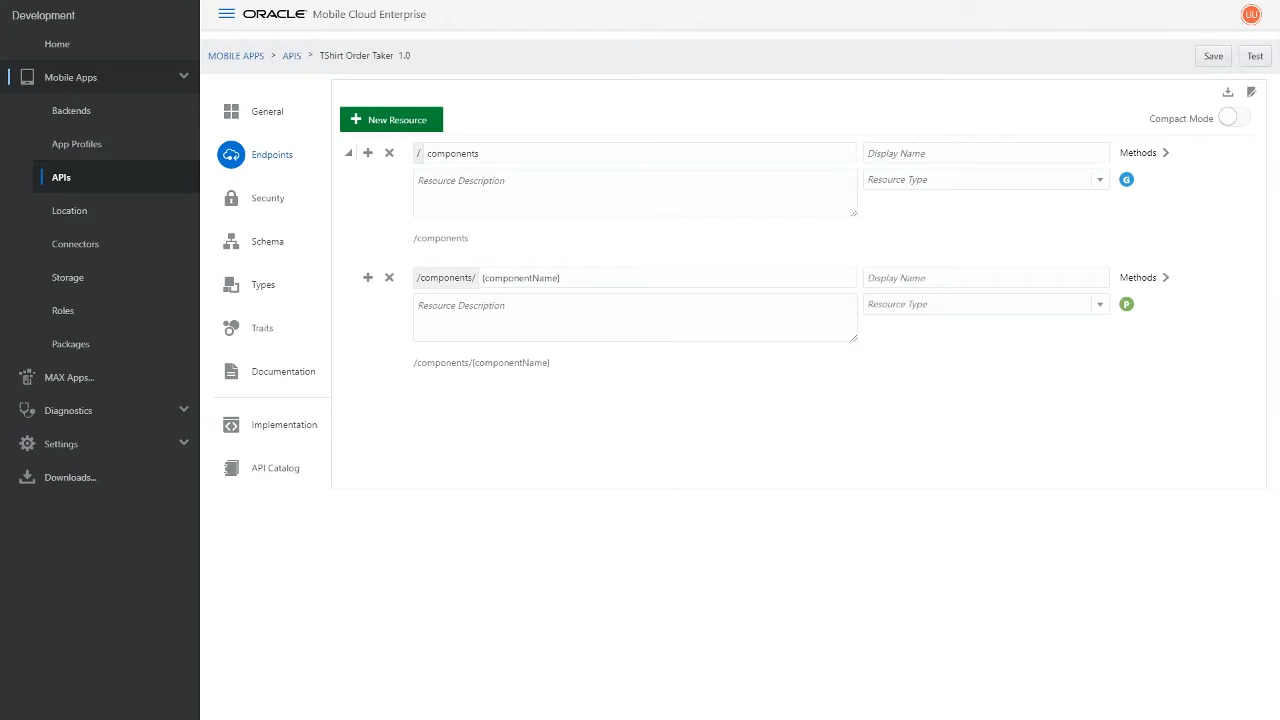 Development
Home
Mobile Apps
Backends
App Profiles
APIs
Location
Connectors
Storage
Roles
Packages
MAX Apps...
Diagnostics
Settings
Downloads...
ORACLE' Mobile Cloud Enterprise
UU
MOBILE APPS > APIS > TShirt Order Taker 1.0
Save
Test
General
Endpoints
Security
Schema
Types
Traits
Documentation
Implementation
API Catalog
New Resource
Compact Mode
/ components
Display Name
Methods
Resource Description
Resource Type
G
/components
/components/ {componentName}
Display Name
Methods
Resource Description
Resource Type
P
/components/{componentName}